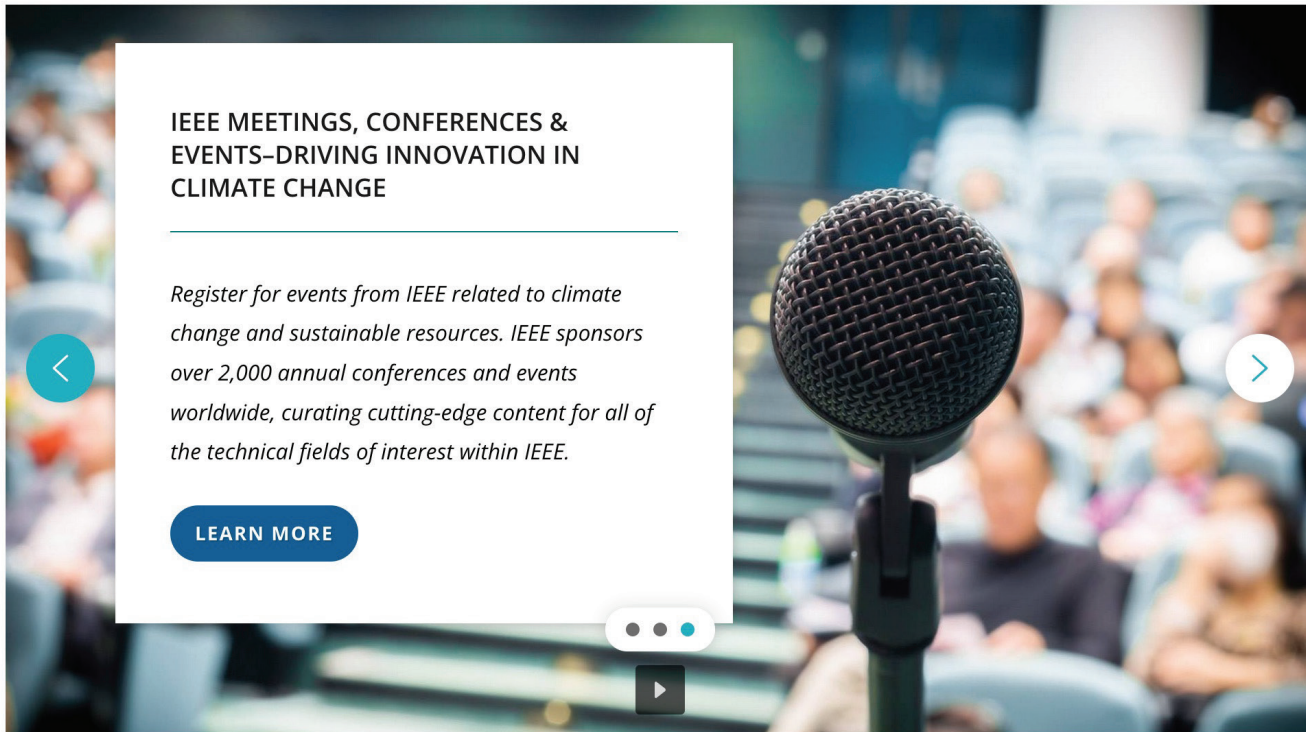 IEEE MEETINGS, CONFERENCES &
EVENTS–DRIVING INNOVATION IN
CLIMATE CHANGE
Register for events from IEEE related to climate
change and sustainable resources. IEEE sponsors
over 2,000 annual conferences and events
worldwide, curating cutting-edge content for all of
the technical fields of interest within IEEE.
LEARN MORE